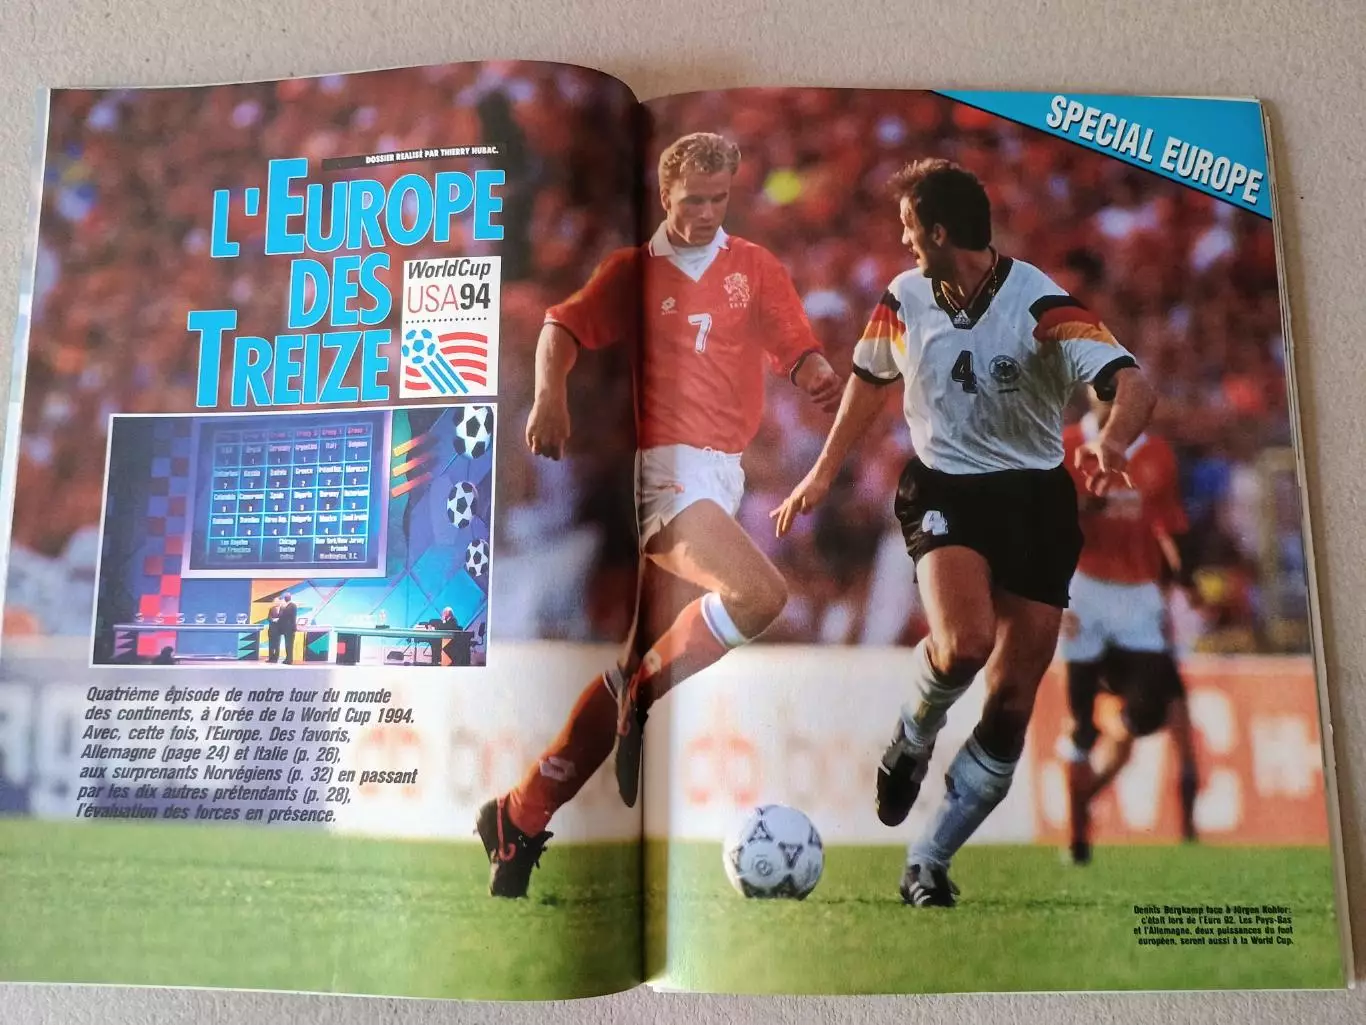 DOSSIER REALISÉ PAR THIERRY HUBAC.
L'EUROPE
DES
TREIZE
WorldCup
USA94
Quatrième épisode de notre tour du monde
des continents, à l'orée de la World Cup 1994.
Avec, cette fois, l'Europe. Des favoris,
Allemagne (page 24) et Italie (p. 26),
aux surprenants Norvégiens (p. 32) en passant
par les dix autres prétendants (p. 28),
l'évaluation des forces en présence.
SPECIAL EUROPE
7
4
4
Dennis Bergkamp face à Jürgen Kohler:
c'était lors de l'Euro 92. Les Pays-Bas
et l'Allemagne, deux puissances du foot
européen, seront aussi à la World Cup.